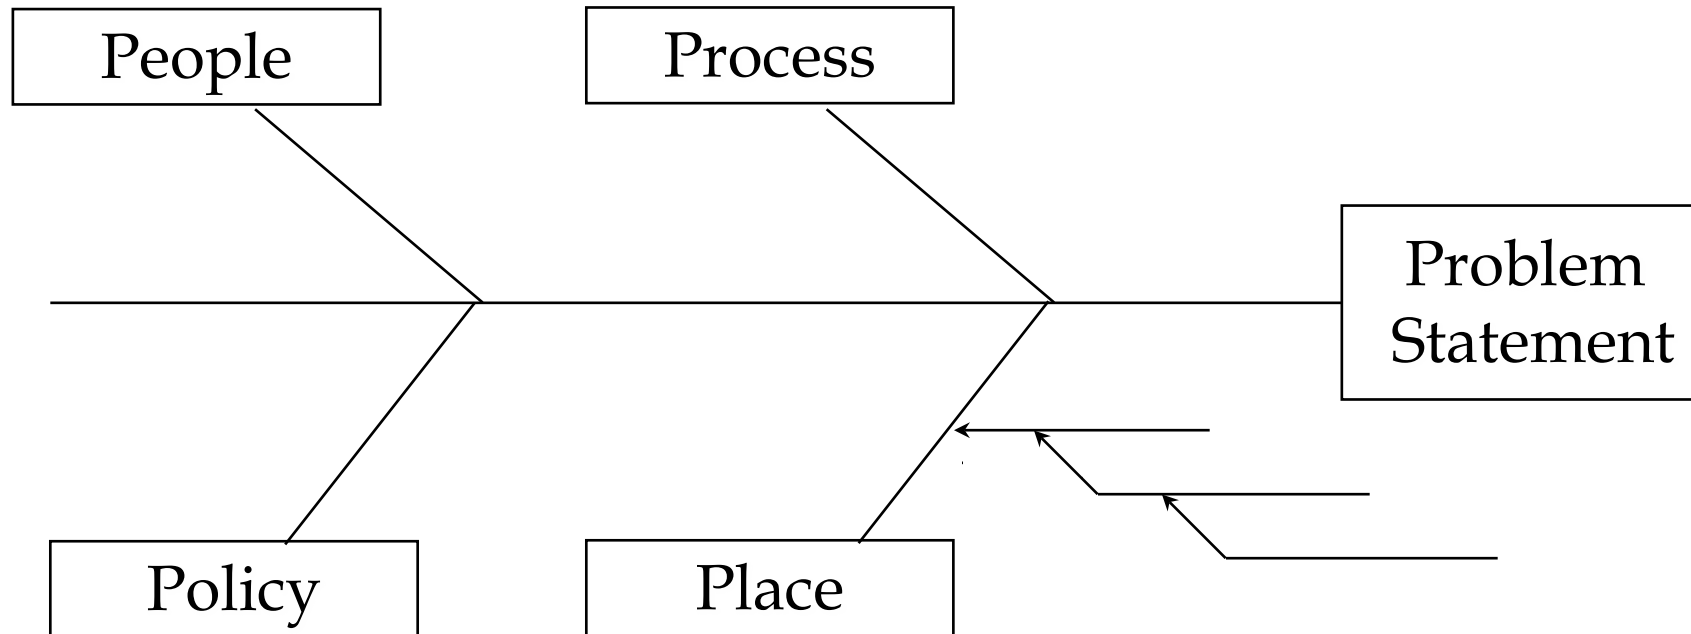 People
Process
Problem
Statement
Policy
Place